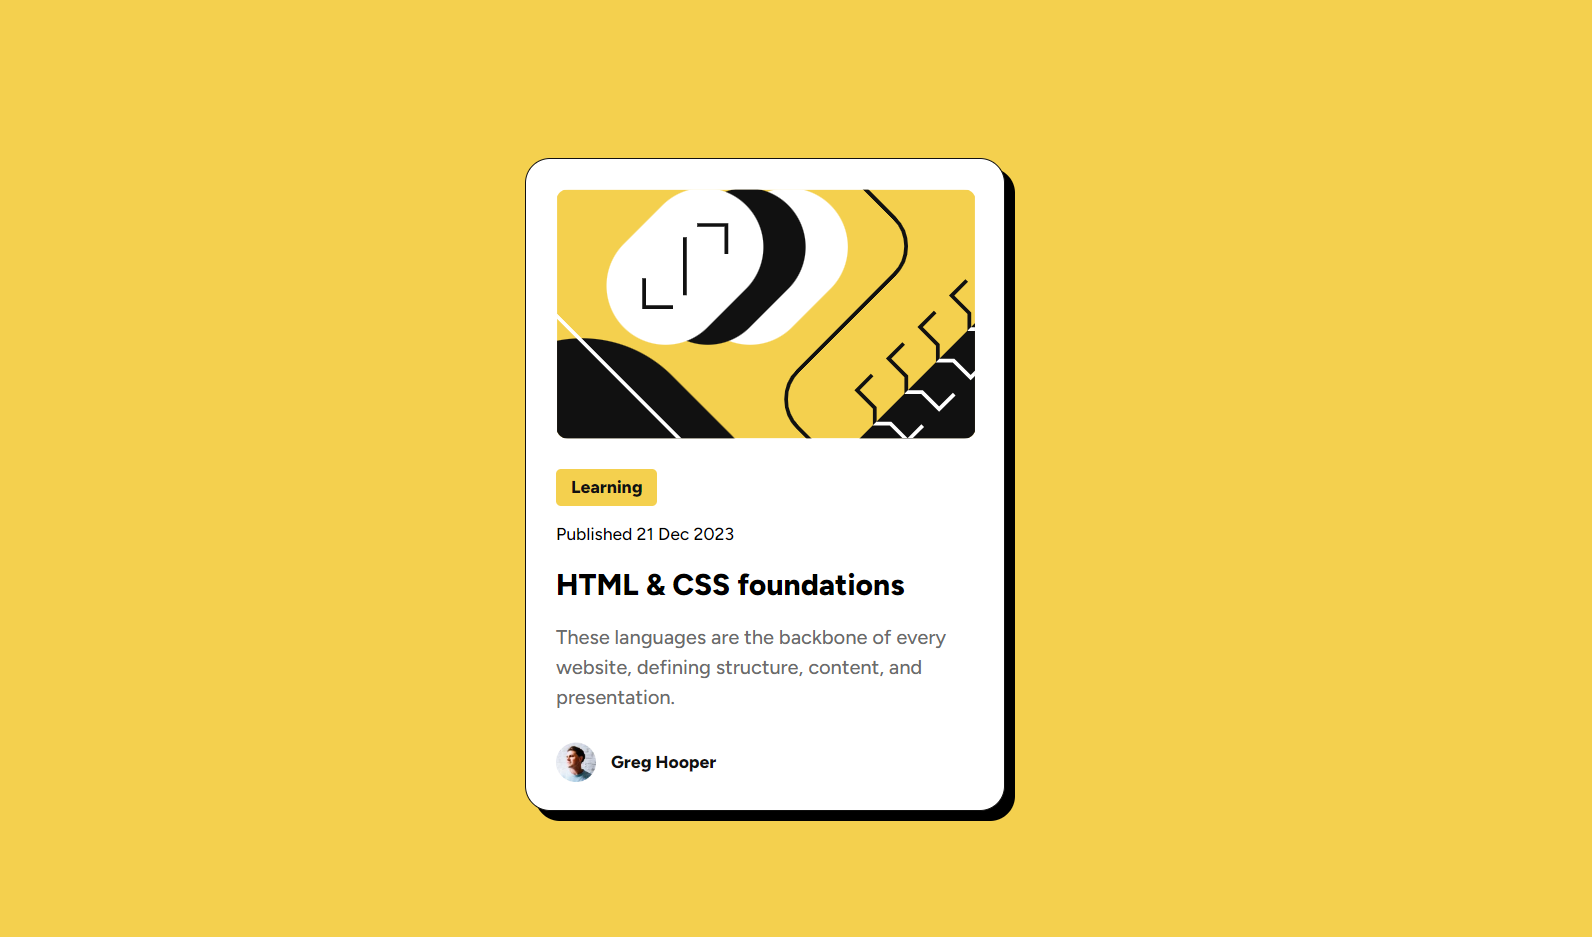 Learning
Published 21 Dec 2023
HTML & CSS foundations
These languages are the backbone of every
website, defining structure, content, and
presentation.
Greg Hooper